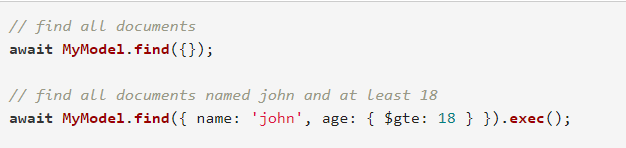 // find all documents
await MyModel.find({});
// find all documents named john and at least 18
await MyModel.find({ name: 'john', age: { $gte: 18 } }).exec();